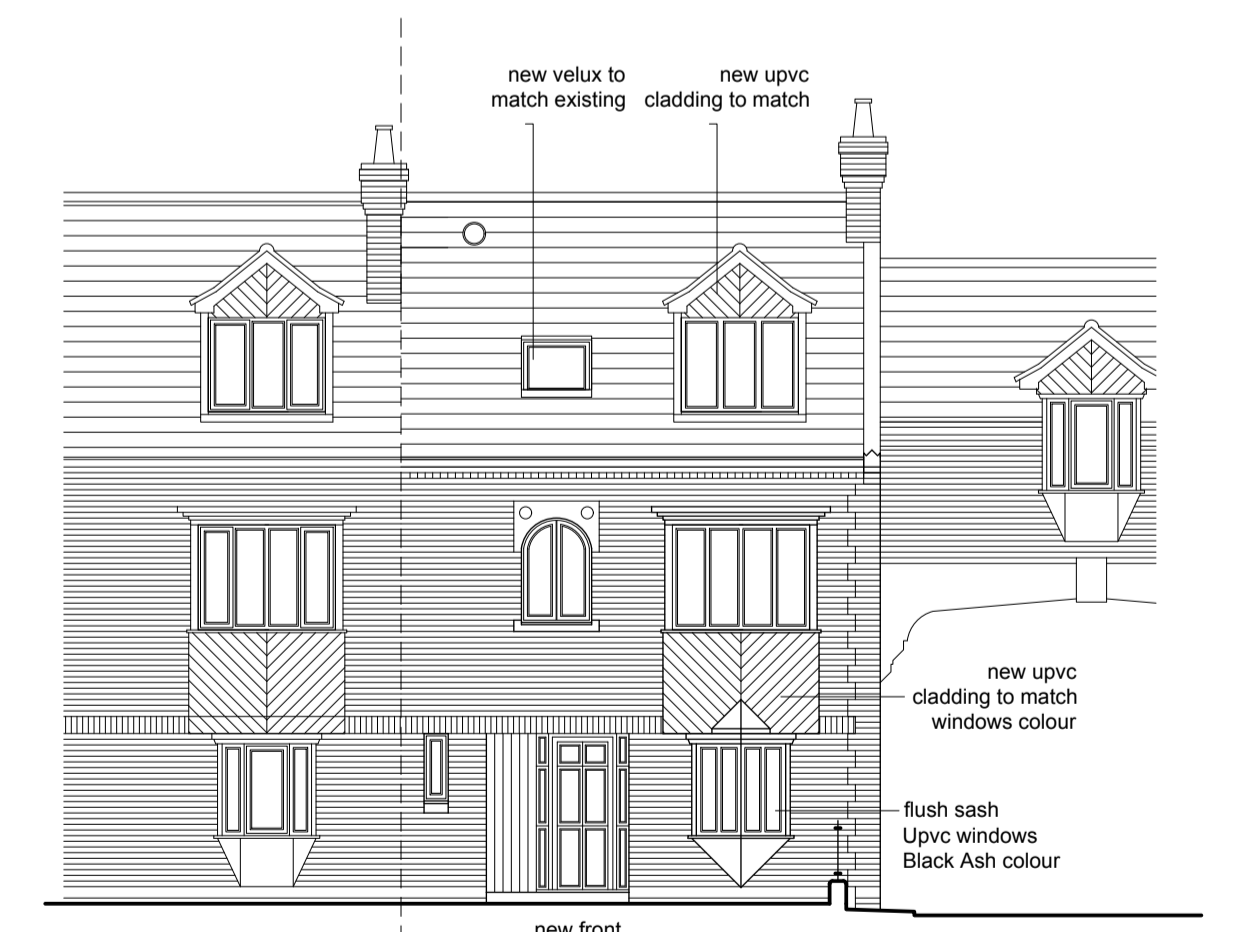 new velux to
match existing
new upvc
cladding to match
new upvc
cladding to match
windows colour
flush sash
Upvc windows
Black Ash colour
new front